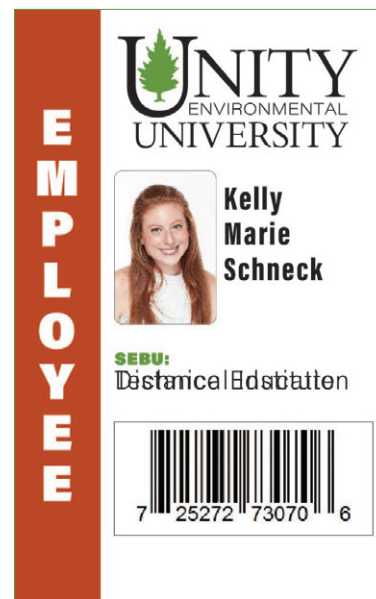 EMPLOYEE
UNITY
ENVIRONMENTAL
UNIVERSITY
Kelly
Marie
Schneck
SEBU:
7 25272 73070 6